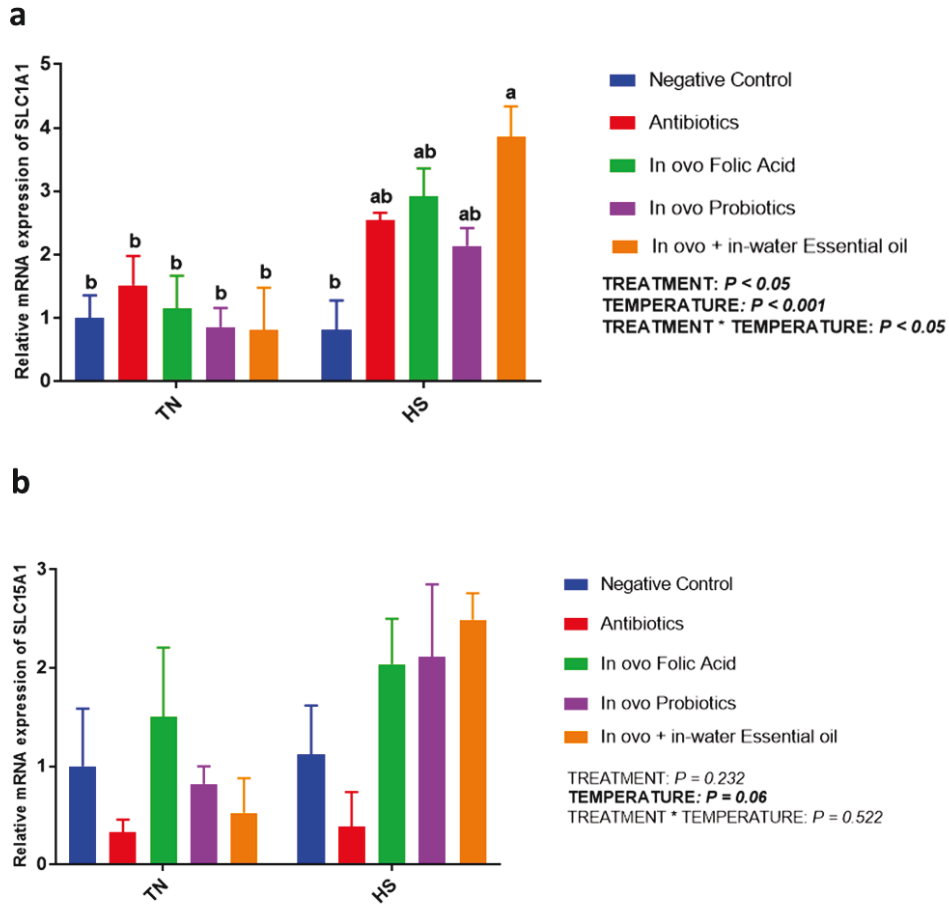 a
Relative mRNA expression of SLC1A1
5
4
3
2
1
0
b
b
b
b
b
b
ab
ab
ab
a
TN
HS
Negative Control
Antibiotics
In ovo Folic Acid
In ovo Probiotics
In ovo + in-water Essential oil
TREATMENT: P < 0.05
TEMPERATURE: P < 0.001
TREATMENT * TEMPERATURE: P < 0.05
b
Relative mRNA expression of SLC15A1
3
2
1
0
TN
HS
Negative Control
Antibiotics
In ovo Folic Acid
In ovo Probiotics
In ovo + in-water Essential oil
TREATMENT: P = 0.232
TEMPERATURE: P = 0.06
TREATMENT * TEMPERATURE: P = 0.522